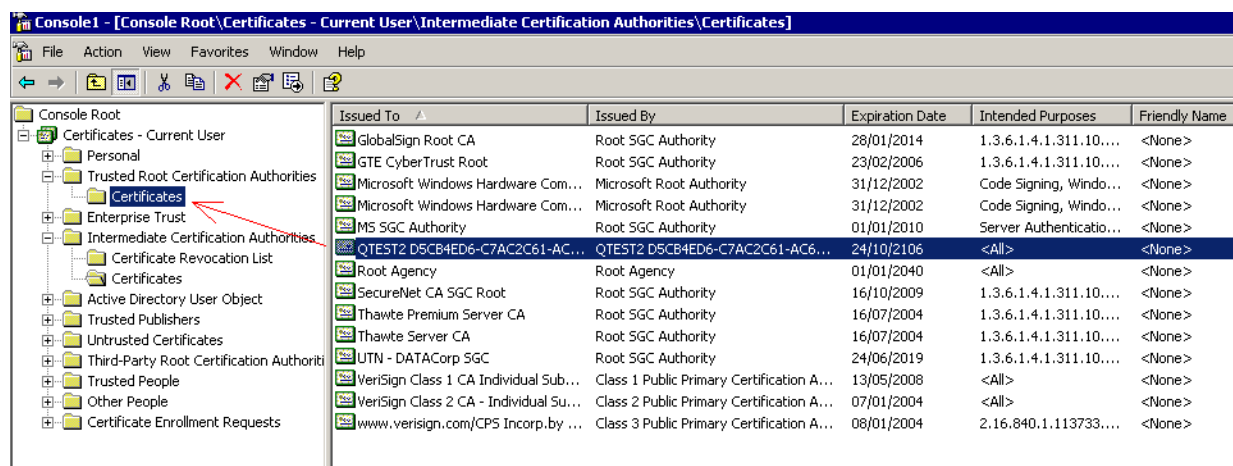 Console1 - [Console Root\Certificates - Current User\Intermediate Certification Authorities\Certificates]
File Action View Favorites Window Help
Console Root
Certificates - Current User
Personal
Trusted Root Certification Authorities
Certificates
Enterprise Trust
Intermediate Certification Authorities
Certificate Revocation List
Certificates
Active Directory User Object
Trusted Publishers
Untrusted Certificates
Third-Party Root Certification Authoriti
Trusted People
Other People
Certificate Enrollment Requests
Issued To Issued By Expiration Date Intended Purposes Friendly Name
GlobalSign Root CA Root SGC Authority 28/01/2014 1.3.6.1.4.1.311.10.... <None>
GTE CyberTrust Root Root SGC Authority 23/02/2006 1.3.6.1.4.1.311.10.... <None>
Microsoft Windows Hardware Com... Microsoft Root Authority 31/12/2002 Code Signing, Windo... <None>
Microsoft Windows Hardware Com... Microsoft Root Authority 31/12/2002 Code Signing, Windo... <None>
MS SGC Authority Root SGC Authority 01/01/2010 Server Authenticatio... <None>
QTEST2 D5CB4ED6-C7AC2C61-AC... QTEST2 D5CB4ED6-C7AC2C61-AC6... 24/10/2106 <All> <None>
Root Agency Root Agency 01/01/2040 <All> <None>
SecureNet CA SGC Root Root SGC Authority 16/10/2009 1.3.6.1.4.1.311.10.... <None>
Thawte Premium Server CA Root SGC Authority 16/07/2004 1.3.6.1.4.1.311.10.... <None>
Thawte Server CA Root SGC Authority 16/07/2004 1.3.6.1.4.1.311.10.... <None>
UTN - DATACorp SGC Root SGC Authority 24/06/2019 1.3.6.1.4.1.311.10.... <None>
VeriSign Class 1 CA Individual Sub... Class 1 Public Primary Certification A... 13/05/2008 <All> <None>
VeriSign Class 2 CA - Individual Su... Class 2 Public Primary Certification A... 07/01/2004 <All> <None>
www.verisign.com/CPS Incorp.by ... Class 3 Public Primary Certification A... 08/01/2004 2.16.840.1.113733.... <None>